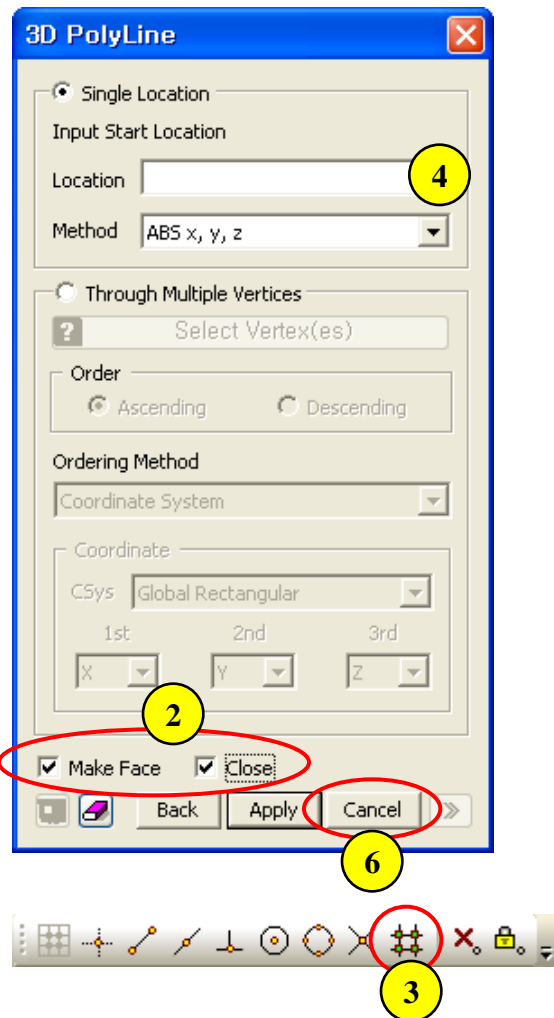 3D PolyLine
Single Location
Input Start Location
Location
4
Method ABS x, y, z
Through Multiple Vertices
? Select Vertex(es)
Order
Ascending Descending
Ordering Method
Coordinate System
Coordinate
CSys Global Rectangular
1st 2nd 3rd
X Y Z
2
Make Face Close
Back Apply Cancel
6
3